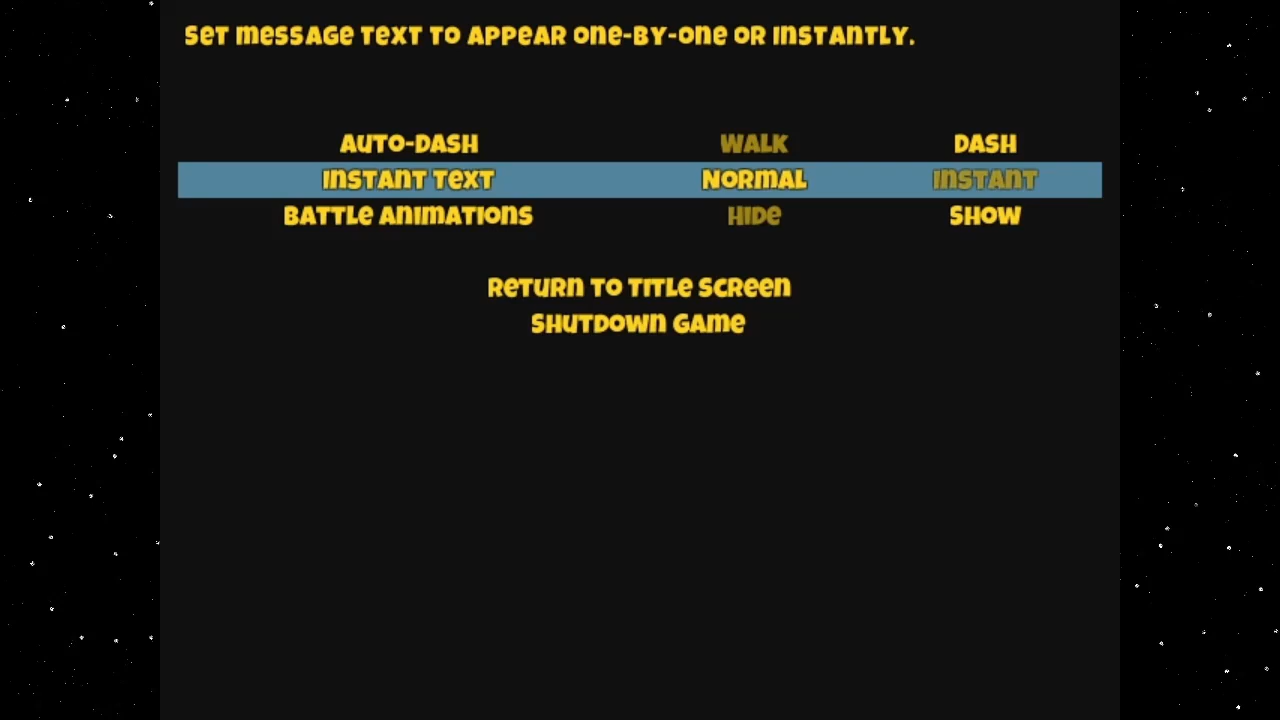 Set message text to appear one-by-one or instantly.
Auto-Dash Walk Dash
Instant Text Normal Instant
Battle Animations Hide Show
Return to Title Screen
Shutdown Game